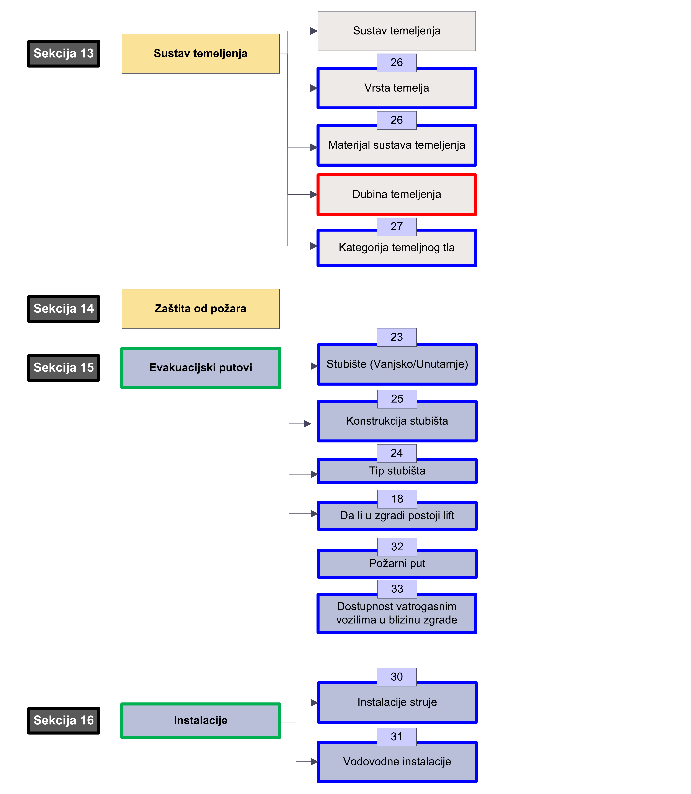 Sekcija 13
Sustav temeljenja
Sustav temeljenja
26
Vrsta temelja
26
Materijal sustava temeljenja
Dubina temeljenja
27
Kategorija temeljnog tla
Sekcija 14
Zaštita od požara
Sekcija 15
Evakuacijski putovi
23
Stubište (Vanjsko/Unutarnje)
25
Konstrukcija stubišta
24
Tip stubišta
18
Da li u zgradi postoji lift
32
Požarni put
33
Dostupnost vatrogasnim
vozilima u blizinu zgrade
Sekcija 16
Instalacije
30
Instalacije struje
31
Vodovodne instalacije